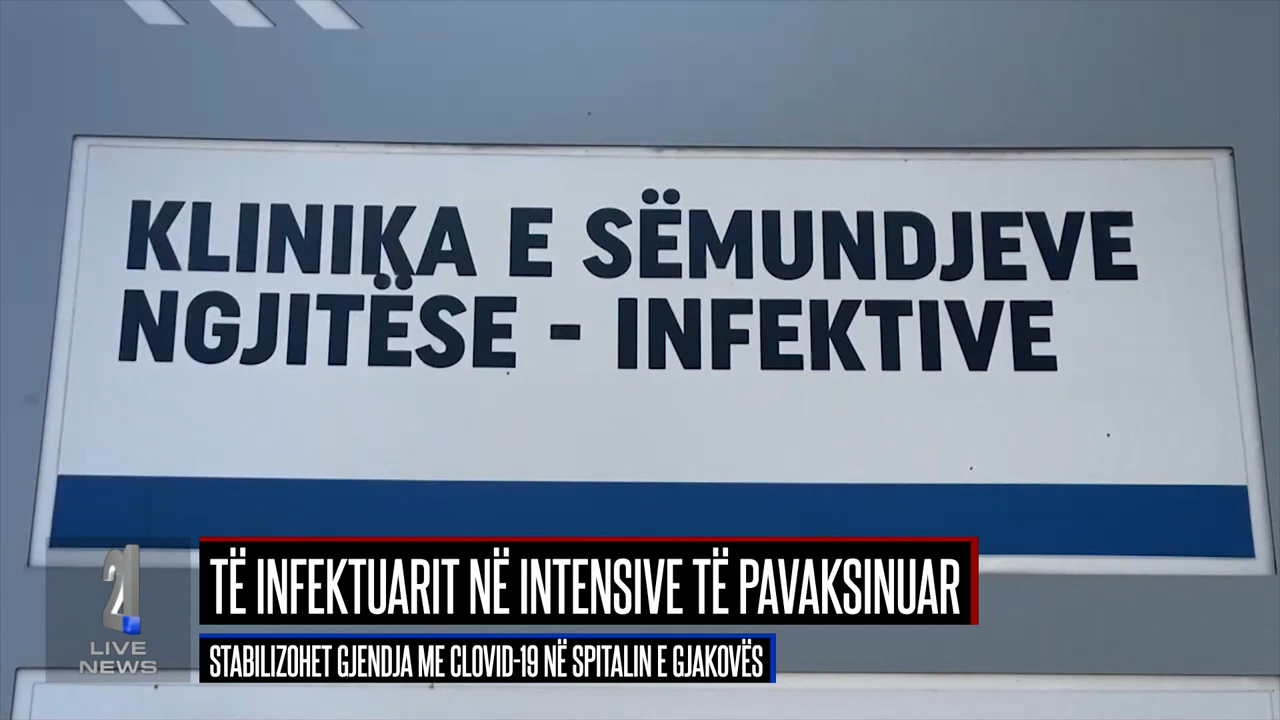 KLINIKA E SËMUNDJEVE
NGJITËSE - INFEKTIVE
TË INFEKTUARIT NË INTENSIVE TË PAVAKSINUAR
STABILIZOHET GJENDJA ME CLOVID-19 NË SPITALIN E GJAKOVËS
21
LIVE
NEWS